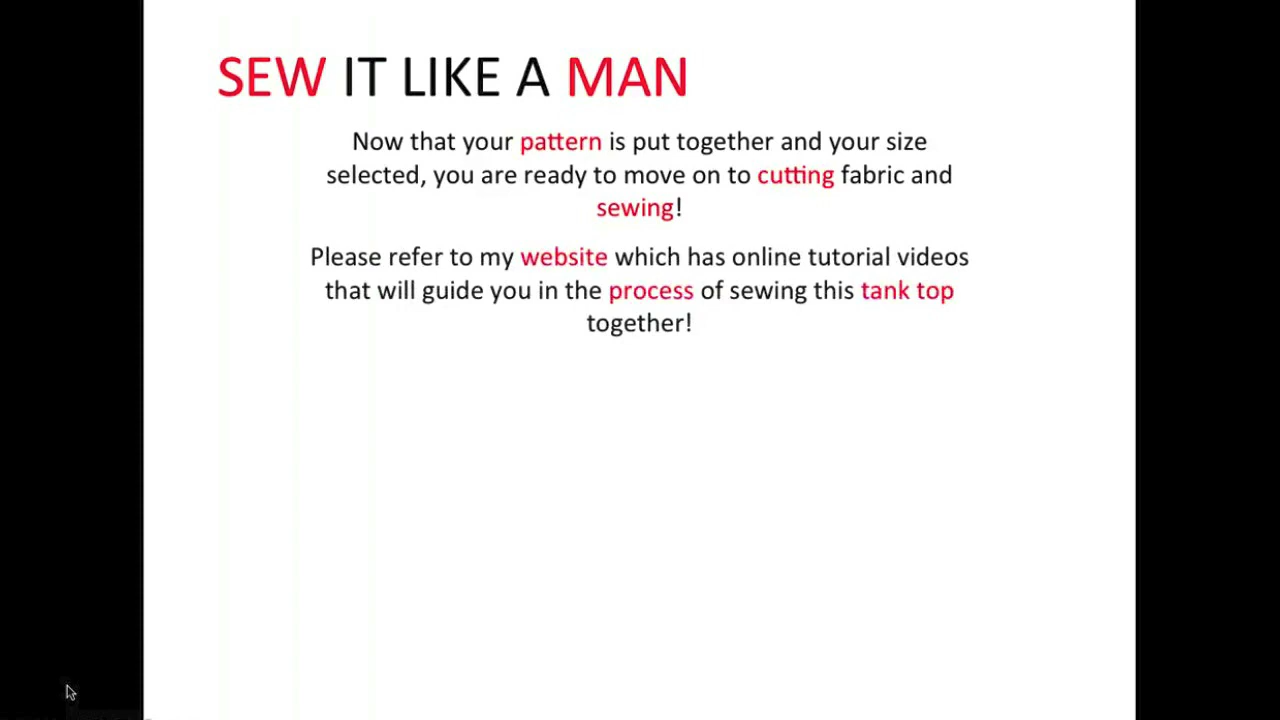 SEW IT LIKE A MAN
Now that your pattern is put together and your size
selected, you are ready to move on to cutting fabric and
sewing!
Please refer to my website which has online tutorial videos
that will guide you in the process of sewing this tank top
together!